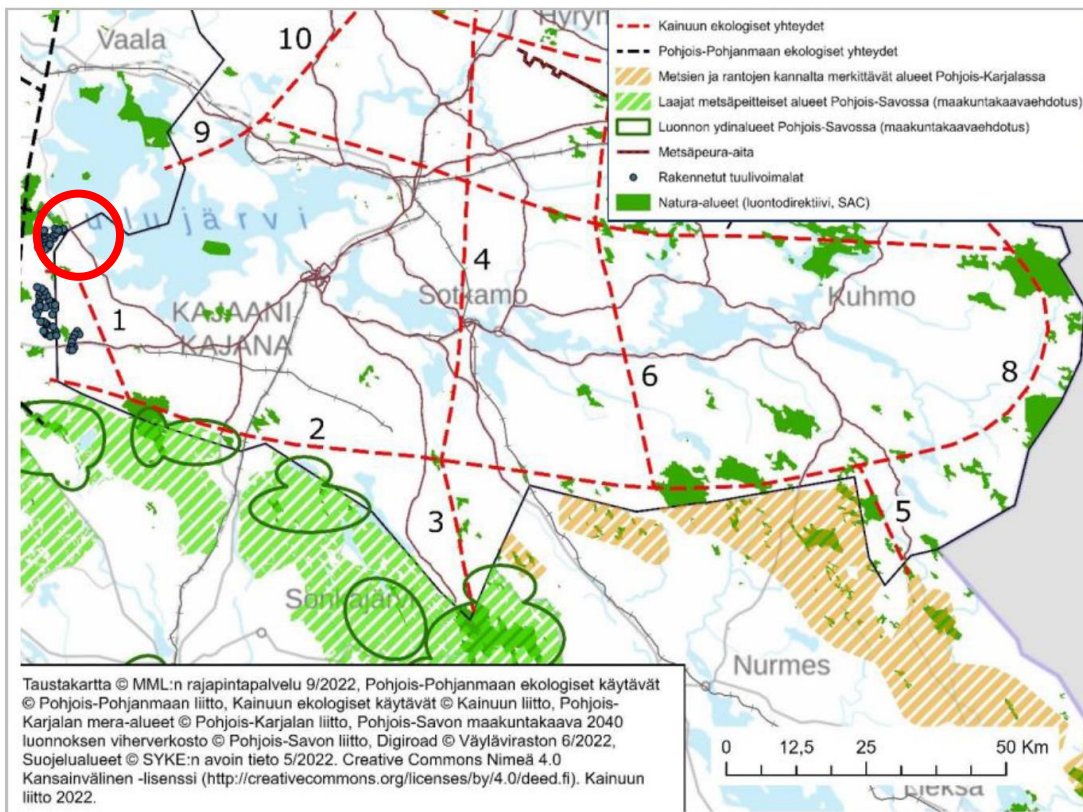 Vaala
Hyryn
10
9
Oulujärvi
4
KAJAANI
KAJANA
Sotkamo
Kuhmo
1
6
8
2
3
5
Sonkajärvi
Nurmes
Lieksa
Kainuun ekologiset yhteydet
Pohjois-Pohjanmaan ekologiset yhteydet
Metsien ja rantojen kannalta merkittävät alueet Pohjois-Karjalassa
Laajat metsäpeitteiset alueet Pohjois-Savossa (maakuntakaavaehdotus)
Luonnon ydinalueet Pohjois-Savossa (maakuntakaavaehdotus)
Metsäpeura-aita
Rakennetut tuulivoimalat
Natura-alueet (luontodirektiivi, SAC)
Taustakartta © MML:n rajapintapalvelu 9/2022, Pohjois-Pohjanmaan ekologiset käytävät
© Pohjois-Pohjanmaan liitto, Kainuun ekologiset käytävät © Kainuun liitto, Pohjois-
Karjalan mera-alueet © Pohjois-Karjalan liitto, Pohjois-Savon maakuntakaava 2040
luonnoksen viherverkosto © Pohjois-Savon liitto, Digiroad © Väyläviraston 6/2022,
Suojelualueet © SYKE:n avoin tieto 5/2022. Creative Commons Nimeä 4.0
Kansainvälinen -lisenssi (http://creativecommons.org/licenses/by/4.0/deed.fi). Kainuun
liitto 2022.
0 12,5 25 50 Km